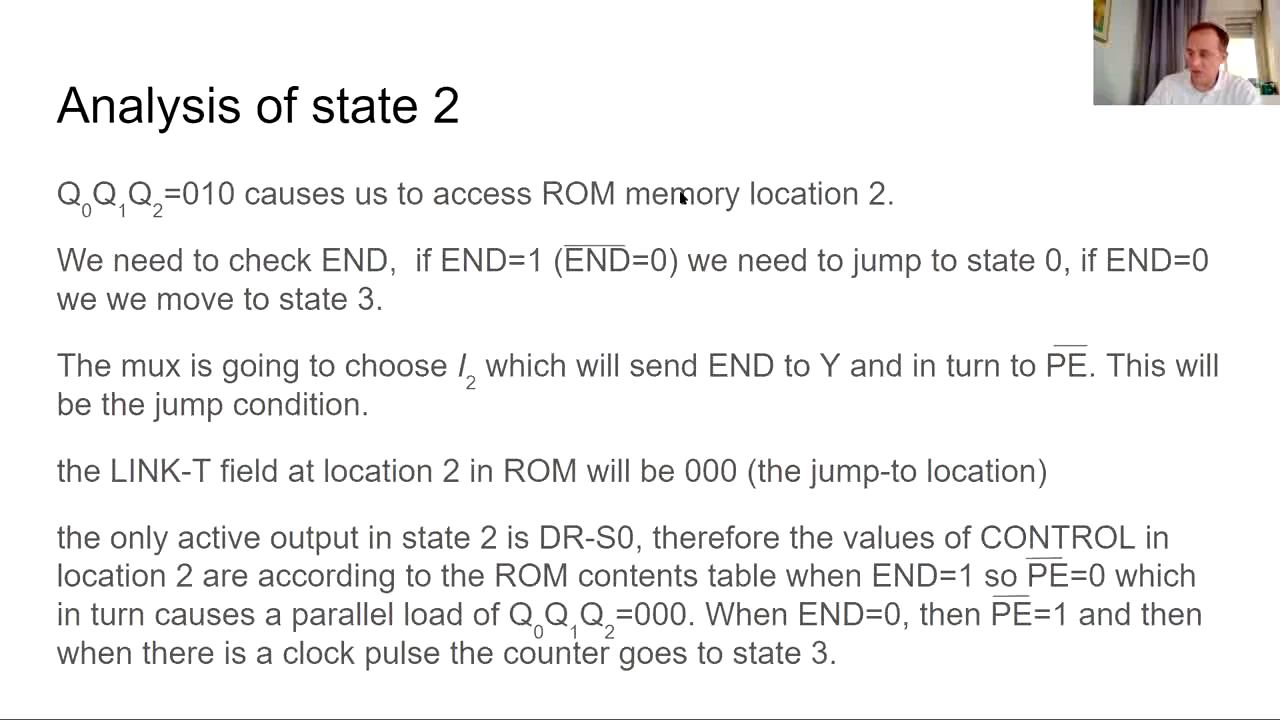 Analysis of state 2
Q₀Q₁Q₂=010 causes us to access ROM memory location 2.
We need to check END,  if END=1 (E̅N̅D̅=0) we need to jump to state 0, if END=0
we we move to state 3.
The mux is going to choose I₂ which will send END to Y and in turn to P̅E̅. This will
be the jump condition.
the LINK-T field at location 2 in ROM will be 000 (the jump-to location)
the only active output in state 2 is DR-S0, therefore the values of CONTROL in
location 2 are according to the ROM contents table when END=1 so P̅E̅=0 which
in turn causes a parallel load of Q₀Q₁Q₂=000. When END=0, then P̅E̅=1 and then
when there is a clock pulse the counter goes to state 3.